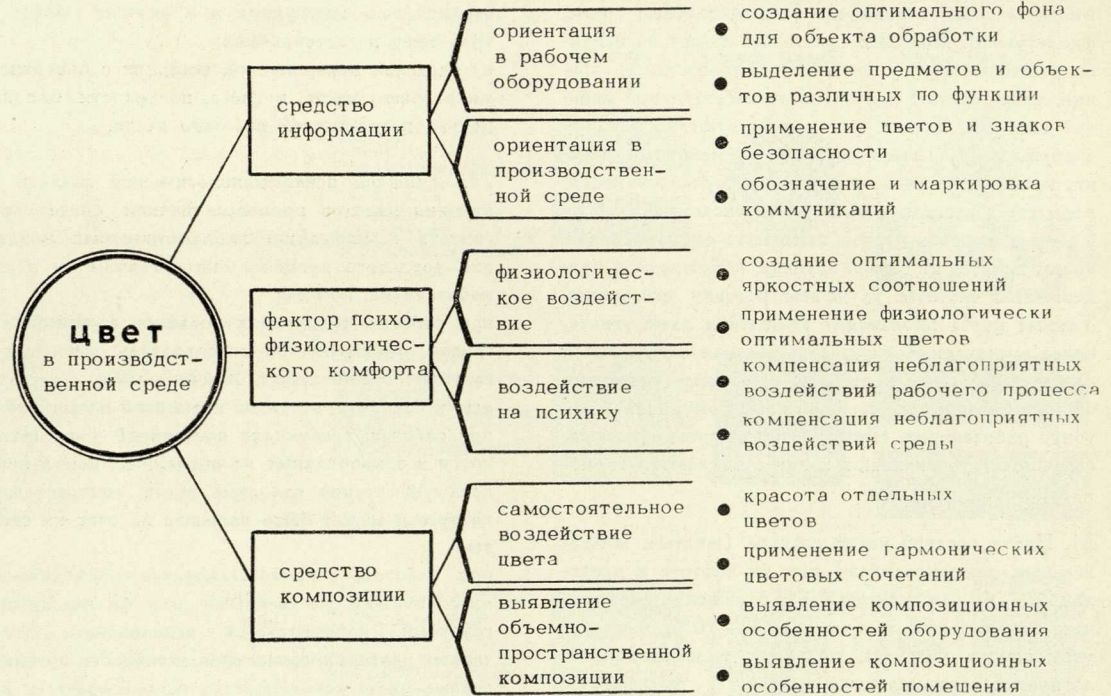 цвет
в производст-
венной среде
средство
информации
ориентация
в рабочем
оборудовании
создание оптимального фона
для объекта обработки
выделение предметов и объек-
тов различных по функции
ориентация в
производствен-
ной среде
применение цветов и знаков
безопасности
обозначение и маркировка
коммуникаций
фактор психо-
физиологичес-
кого комфорта
физиологичес-
кое воздейст-
вие
создание оптимальных
яркостных соотношений
применение физиологически
оптимальных цветов
воздействие
на психику
компенсация неблагоприятных
воздействий рабочего процесса
компенсация неблагоприятных
воздействий среды
средство
композиции
самостоятельное
воздействие
цвета
красота отдельных
цветов
применение гармонических
цветовых сочетаний
выявление
объемно-
пространственной
композиции
выявление композиционных
особенностей оборудования
выявление композиционных
особенностей помещения